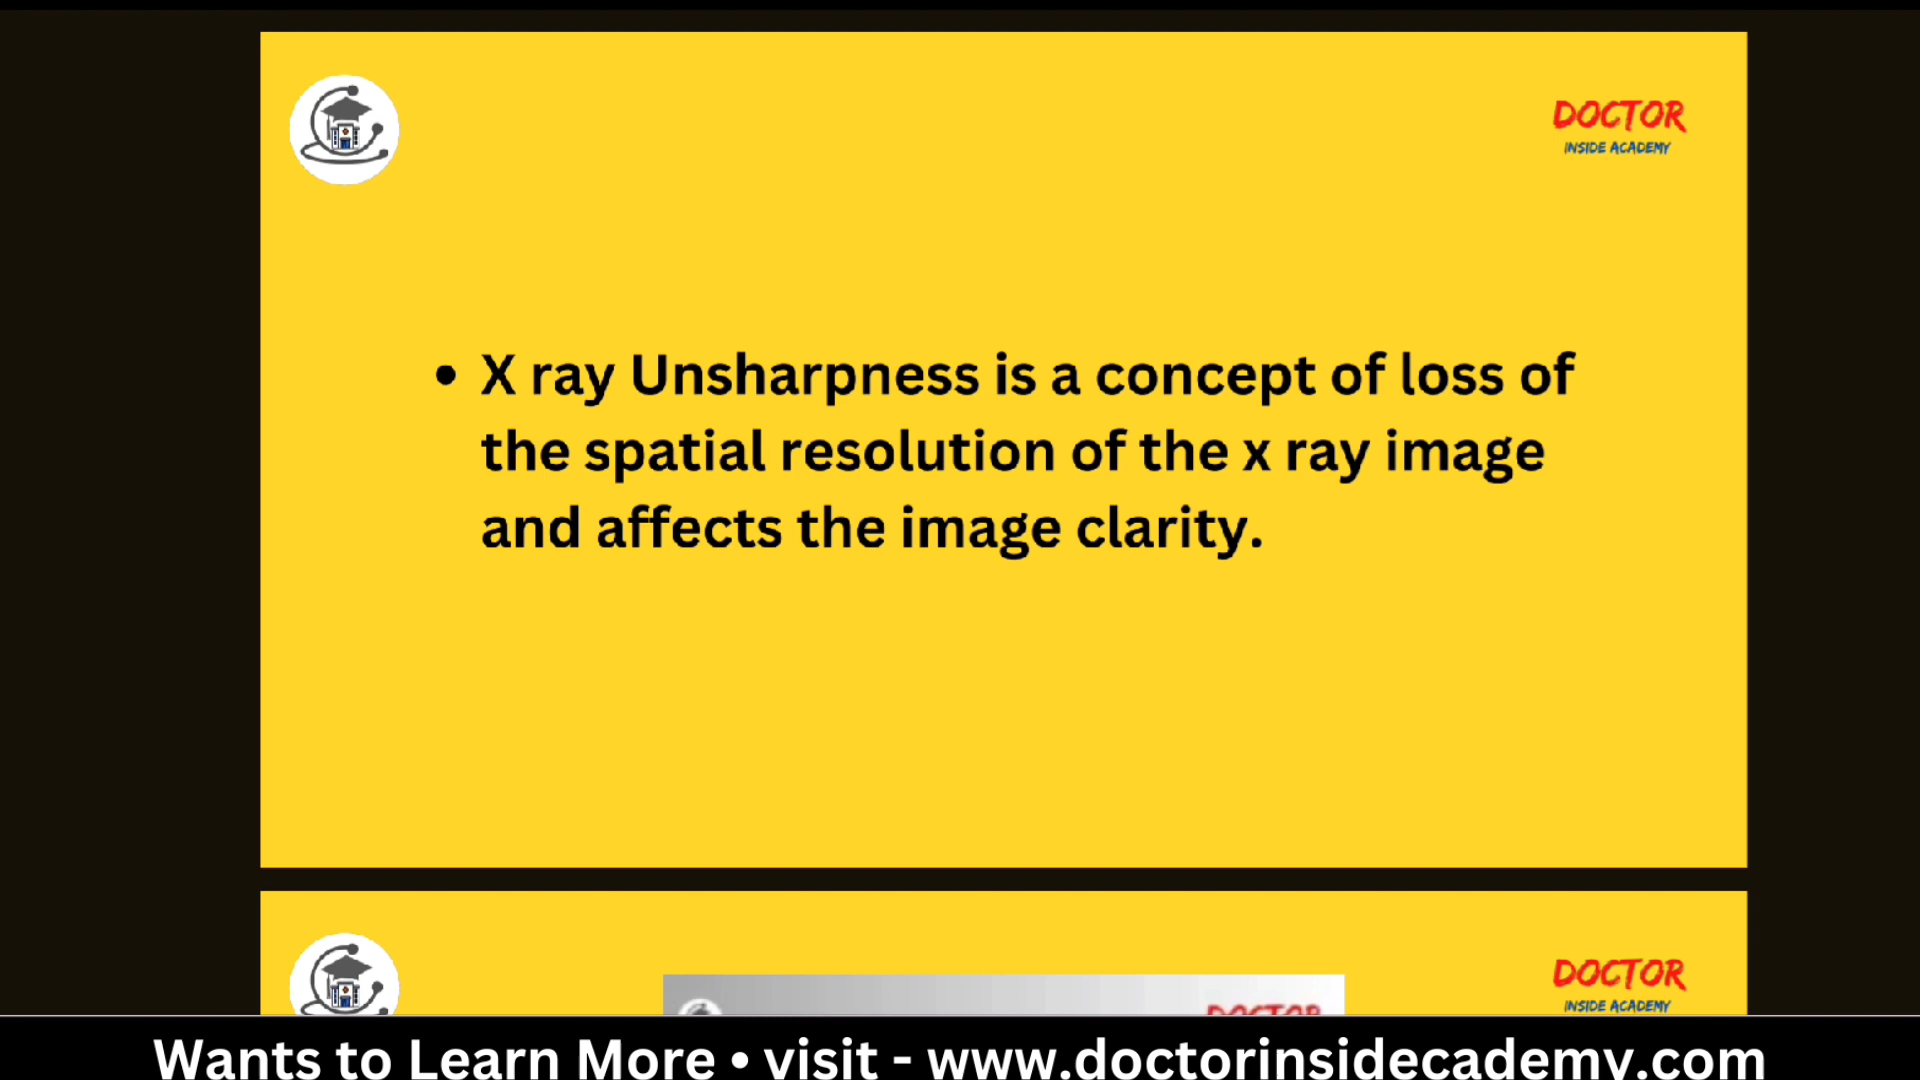 DOCTOR
INSIDE ACADEMY
• X ray Unsharpness is a concept of loss of
the spatial resolution of the x ray image
and affects the image clarity.
DOCTOR
INSIDE ACADEMY
DOCTOR
Wants to Learn More • visit - www.doctorinsidecademy.com